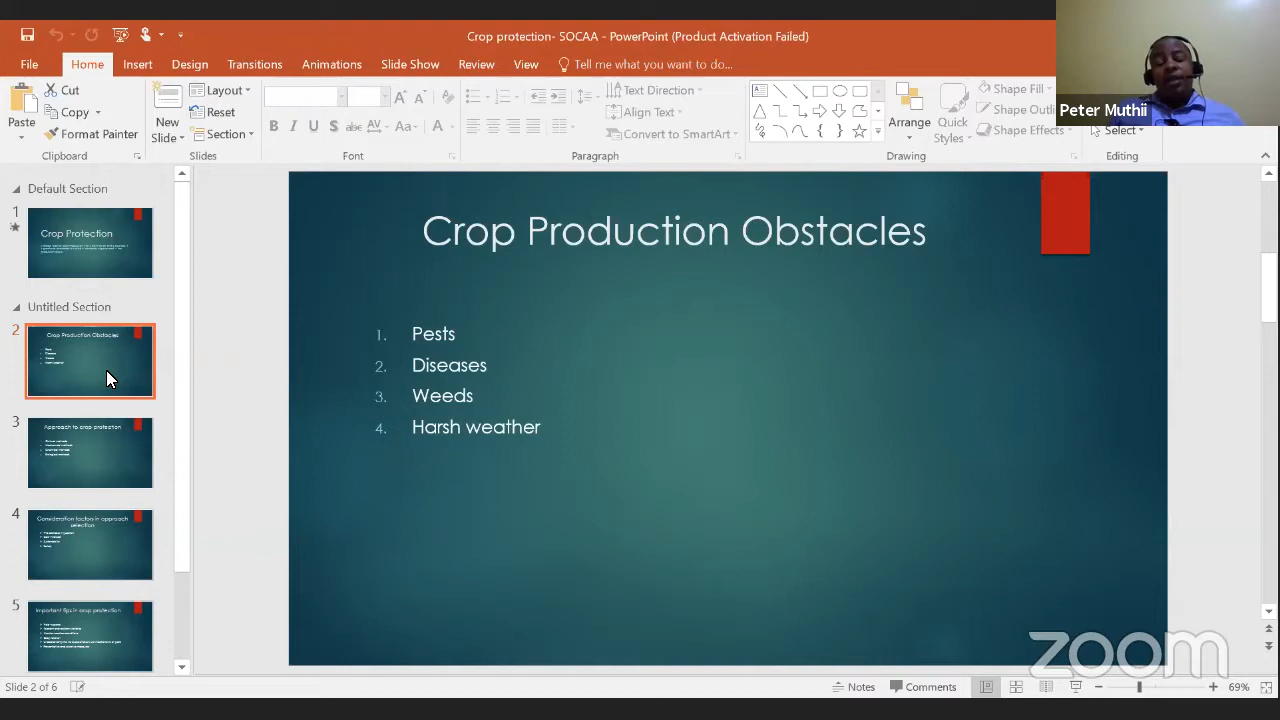 Crop protection- SOCAA - PowerPoint (Product Activation Failed)
File Home Insert Design Transitions Animations Slide Show Review View Tell me what you want to do...
Peter Muthii
Paste
Cut
Copy
Format Painter
Clipboard
New Slide
Layout
Reset
Section
Slides
B I U S abc AV Aa A
Font
Text Direction
Align Text
Convert to SmartArt
Paragraph
Arrange
Quick Styles
Shape Fill
Shape Outl
Shape Effects
Drawing
Select
Editing
Default Section
1
Crop Protection
Untitled Section
2
Crop Production Obstacles
3
Approach to crop protection
4
Consideration factors in approach
selection
5
Important tips in crop protection
Crop Production Obstacles
1. Pests
2. Diseases
3. Weeds
4. Harsh weather
zoom
Slide 2 of 6
Notes
Comments
69%